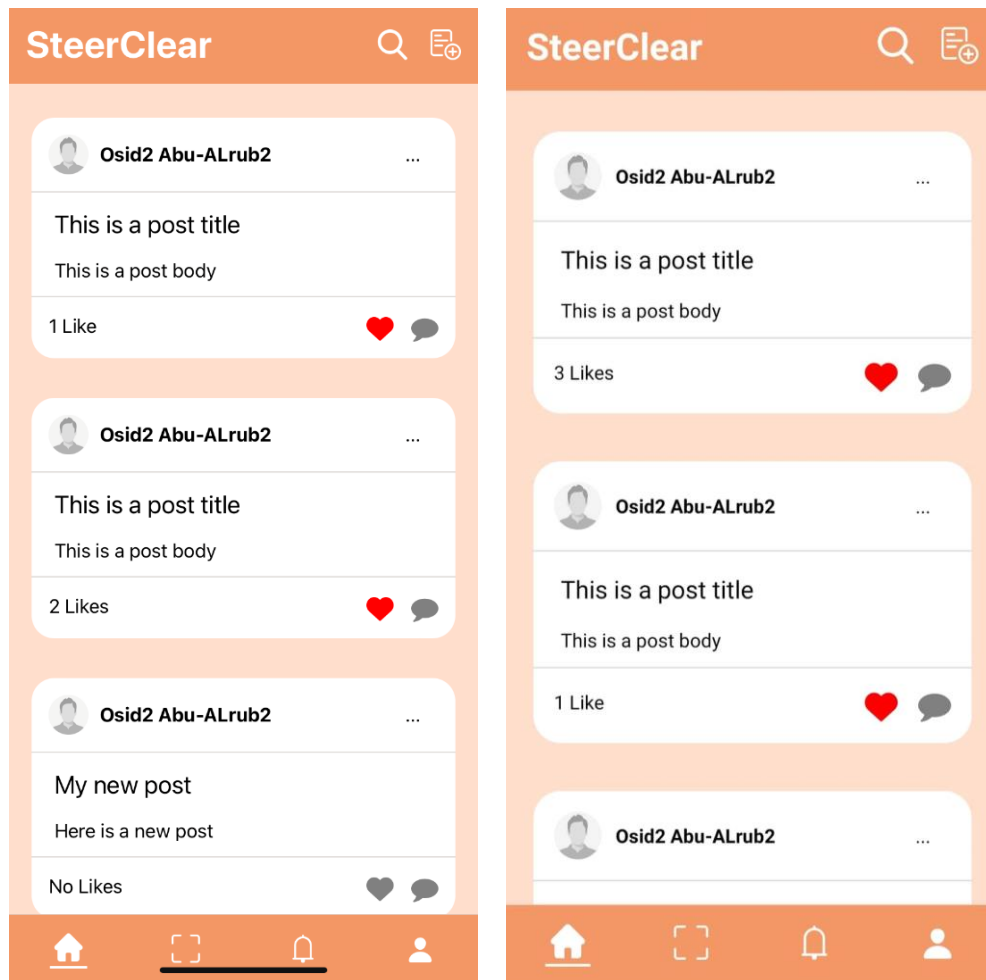 SteerClear
Osid2 Abu-ALrub2
...
This is a post title
This is a post body
1 Like
Osid2 Abu-ALrub2
...
This is a post title
This is a post body
2 Likes
Osid2 Abu-ALrub2
...
My new post
Here is a new post
No Likes
SteerClear
Osid2 Abu-ALrub2
...
This is a post title
This is a post body
3 Likes
Osid2 Abu-ALrub2
...
This is a post title
This is a post body
1 Like
Osid2 Abu-ALrub2
...